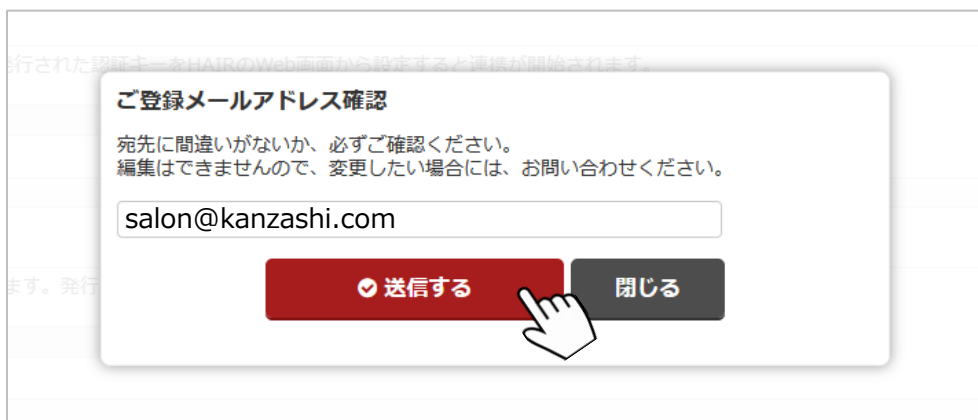 行された認証キーをHAIRのWeb画面から設定すると連携が開始されます。
ご登録メールアドレス確認
宛先に間違いがないか、必ずご確認ください。
編集はできませんので、変更したい場合には、お問い合わせください。
salon@kanzashi.com
送信する
閉じる
ます。発行